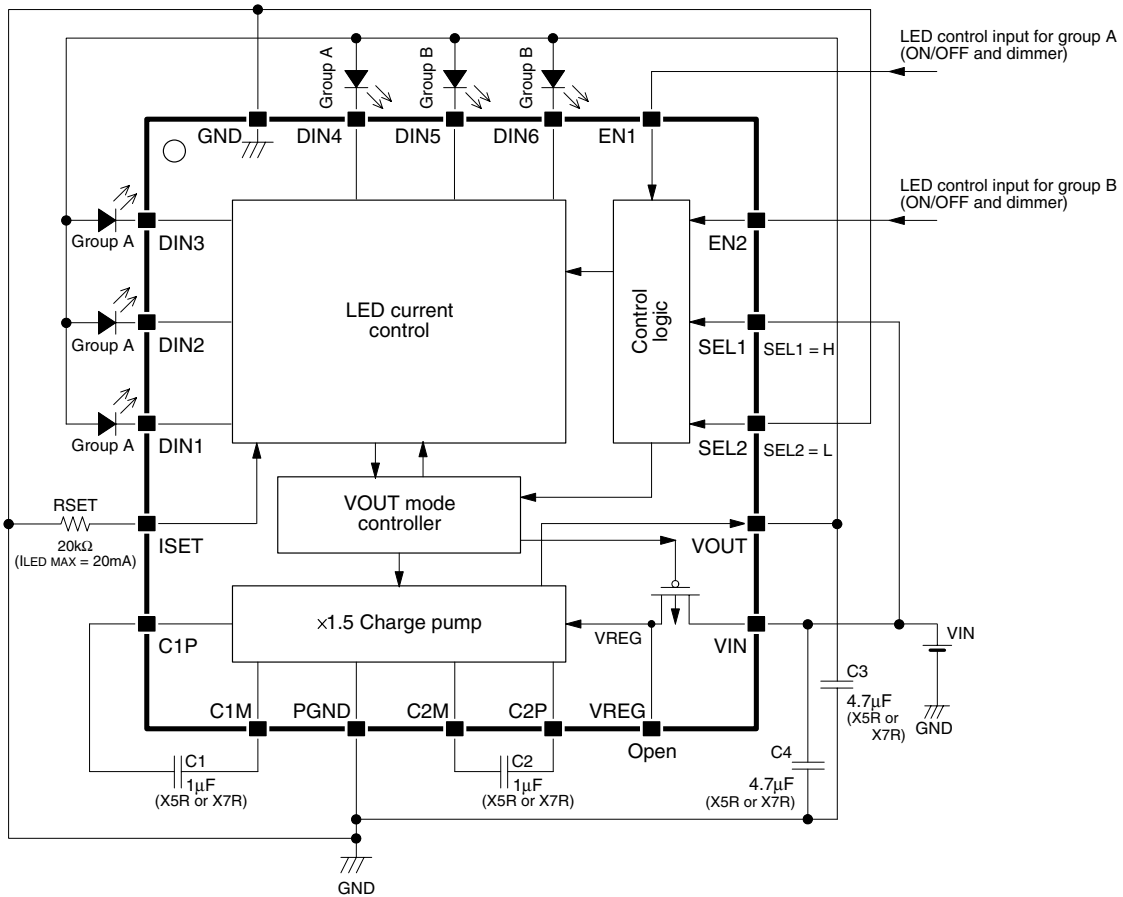 LED control input for group A
(ON/OFF and dimmer)
Group A
Group B
Group B
GND
DIN4
DIN5
DIN6
EN1
LED control input for group B
(ON/OFF and dimmer)
Group A
DIN3
EN2
LED current
control
Control
logic
Group A
DIN2
SEL1
SEL1 = H
Group A
DIN1
SEL2
SEL2 = L
RSET
20kΩ
(ILED MAX = 20mA)
ISET
VOUT mode
controller
VOUT
×1.5 Charge pump
VREG
C1P
VIN
VIN
GND
C1M
PGND
C2M
C2P
VREG
Open
C3
4.7μF
(X5R or
X7R)
C4
4.7μF
(X5R or X7R)
C1
1μF
(X5R or X7R)
C2
1μF
(X5R or X7R)
GND